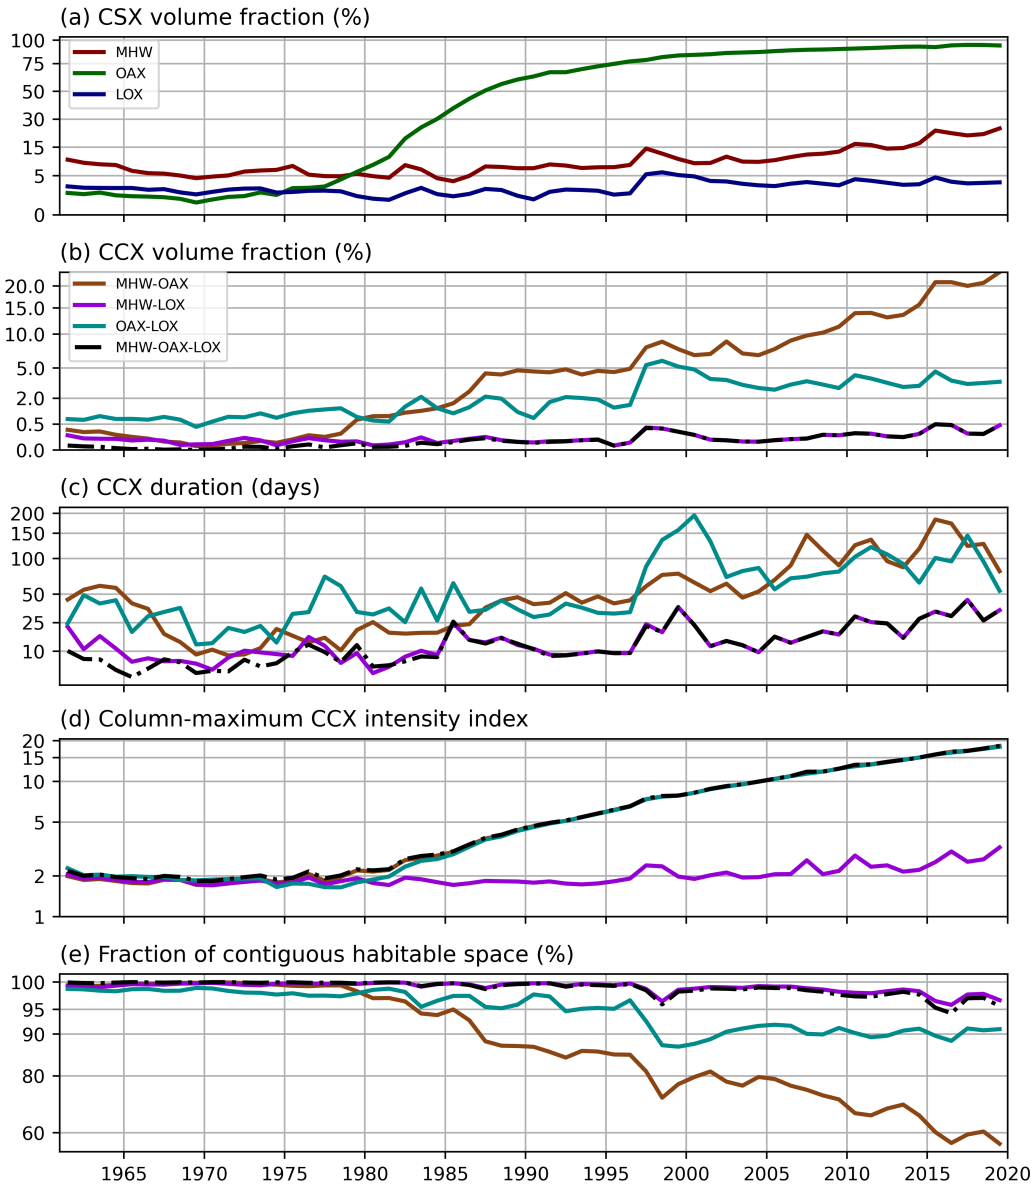 (a) CSX volume fraction (%)
100
75
50
30
15
5
0
MHW
OAX
LOX
(b) CCX volume fraction (%)
20.0
15.0
10.0
5.0
2.0
0.5
0.0
MHW-OAX
MHW-LOX
OAX-LOX
MHW-OAX-LOX
(c) CCX duration (days)
200
150
100
50
25
10
(d) Column-maximum CCX intensity index
20
15
10
5
2
1
(e) Fraction of contiguous habitable space (%)
100
95
90
80
60
1965 1970 1975 1980 1985 1990 1995 2000 2005 2010 2015 2020